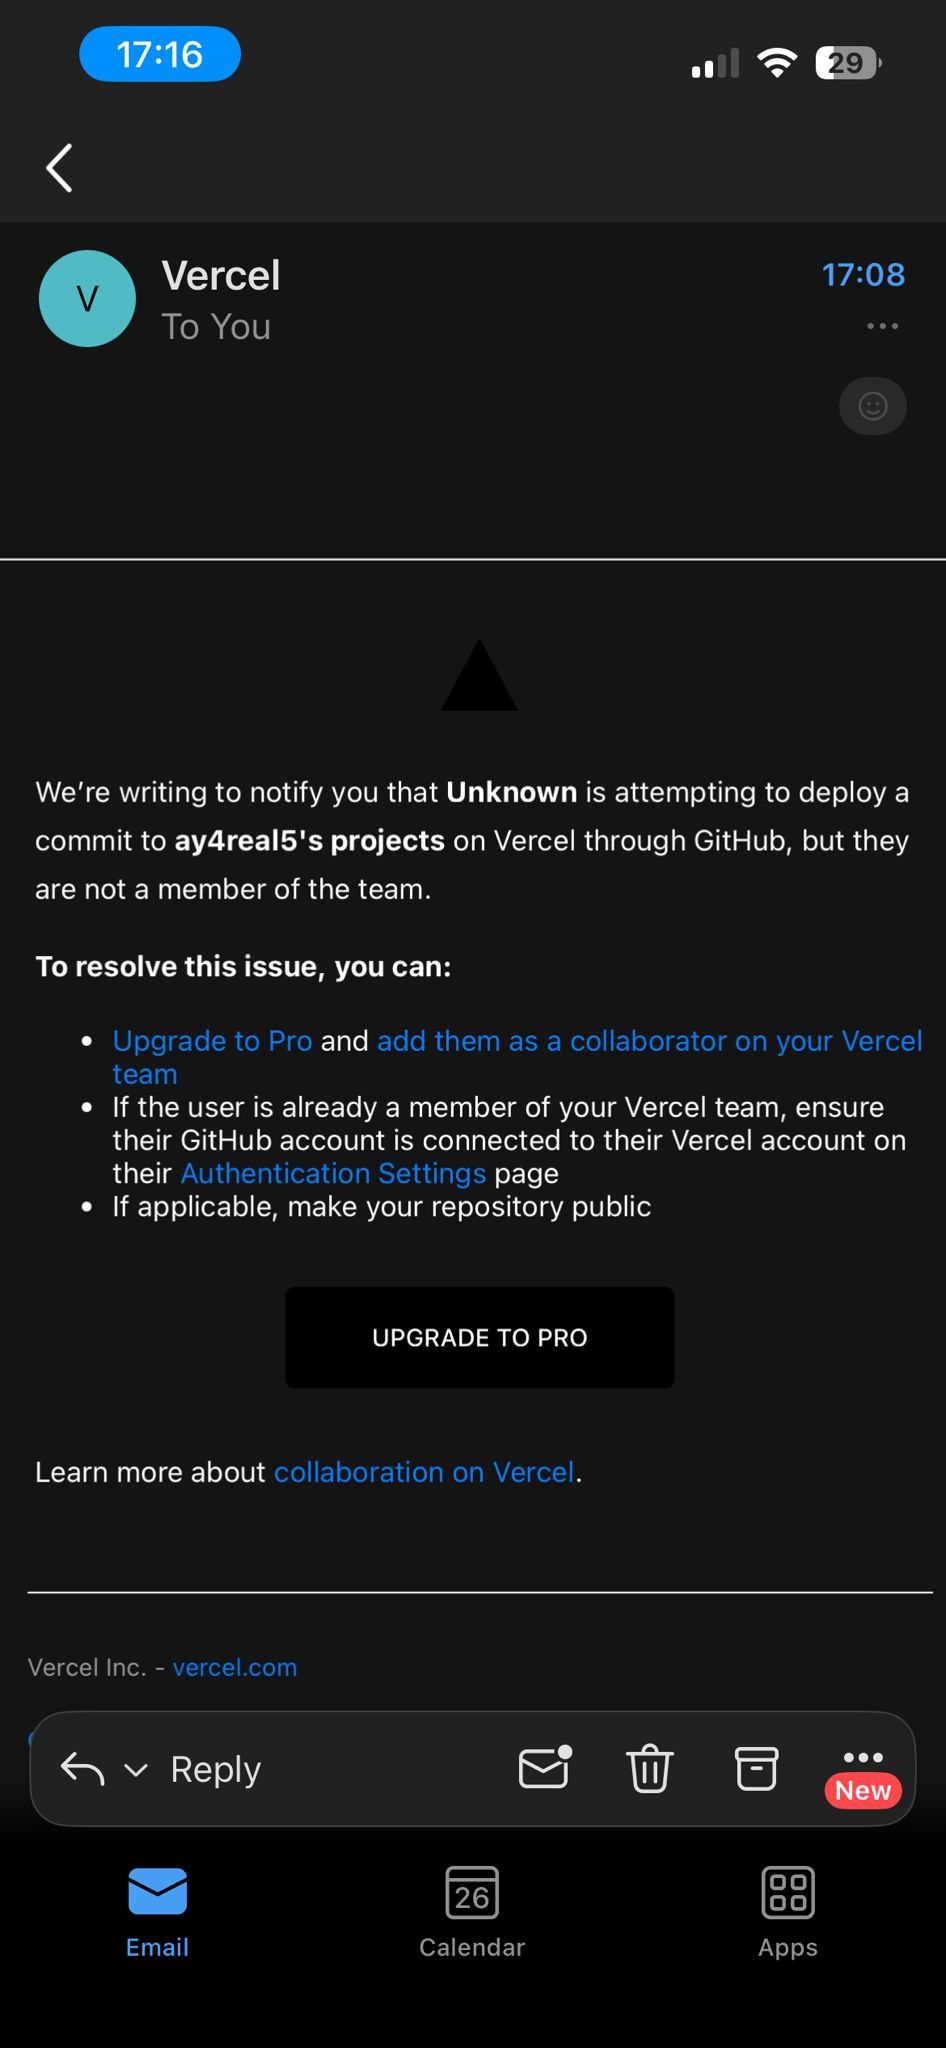 17:16
29
V
Vercel
17:08
To You
We’re writing to notify you that Unknown is attempting to deploy a
commit to ay4real5's projects on Vercel through GitHub, but they
are not a member of the team.
To resolve this issue, you can:
• Upgrade to Pro and add them as a collaborator on your Vercel
team
• If the user is already a member of your Vercel team, ensure
their GitHub account is connected to their Vercel account on
their Authentication Settings page
• If applicable, make your repository public
UPGRADE TO PRO
Learn more about collaboration on Vercel.
Vercel Inc. - vercel.com
Reply
New
26
Email
Calendar
Apps